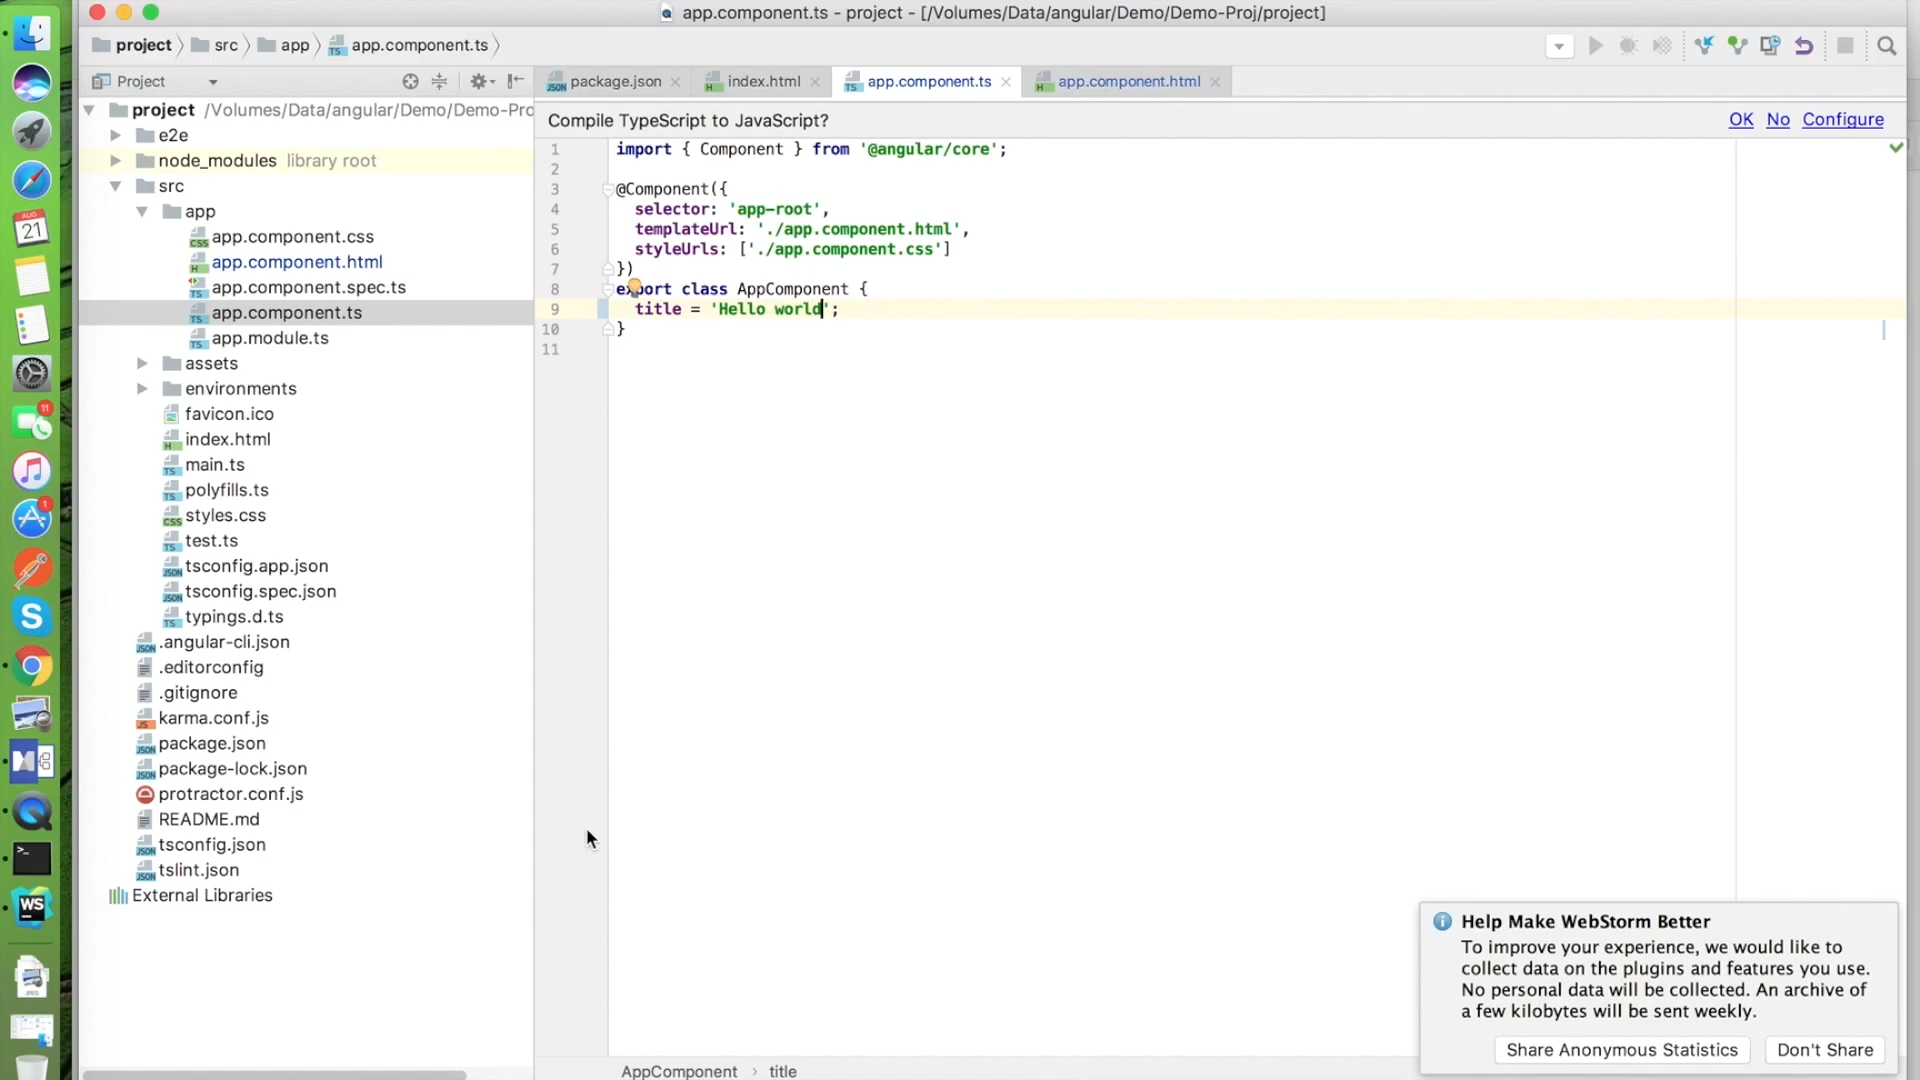 app.component.ts - project - [/Volumes/Data/angular/Demo/Demo-Proj/project]
project src app app.component.ts
Project
package.json index.html app.component.ts app.component.html
project /Volumes/Data/angular/Demo/Demo-Pro
e2e
node_modules library root
src
app
app.component.css
app.component.html
app.component.spec.ts
app.component.ts
app.module.ts
assets
environments
favicon.ico
index.html
main.ts
polyfills.ts
styles.css
test.ts
tsconfig.app.json
tsconfig.spec.json
typings.d.ts
.angular-cli.json
.editorconfig
.gitignore
karma.conf.js
package.json
package-lock.json
protractor.conf.js
README.md
tsconfig.json
tslint.json
External Libraries
Compile TypeScript to JavaScript? OK No Configure
1 import { Component } from '@angular/core';
2
3 @Component({
4 selector: 'app-root',
5 templateUrl: './app.component.html',
6 styleUrls: ['./app.component.css']
7 })
8 export class AppComponent {
9 title = 'Hello world';
10 }
11
AppComponent › title
Help Make WebStorm Better
To improve your experience, we would like to
collect data on the plugins and features you use.
No personal data will be collected. An archive of
a few kilobytes will be sent weekly.
Share Anonymous Statistics Don't Share
AUG
21
11
1
S
WS
JPEG